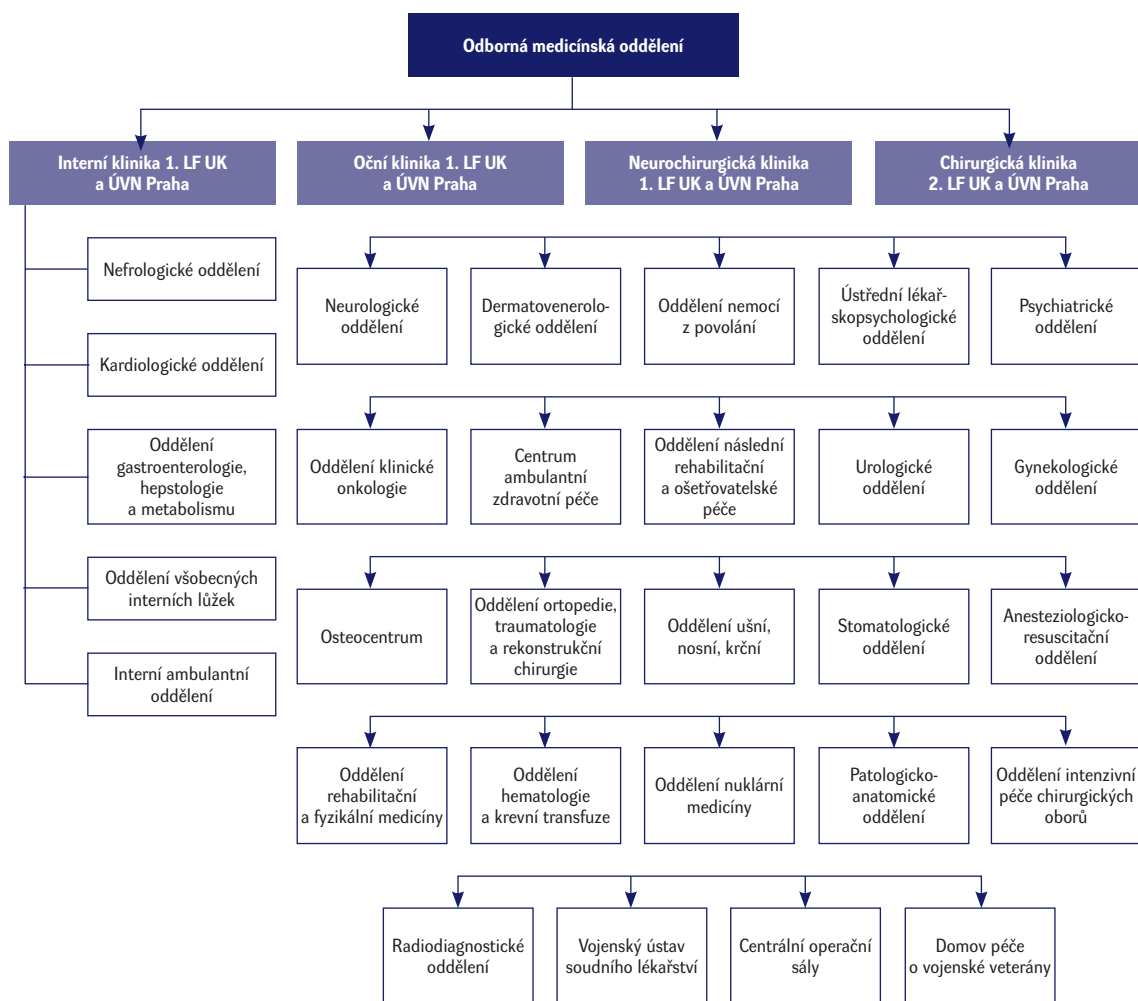 Odborná medicínská oddělení
Interní klinika 1. LF UK
a ÚVN Praha
Oční klinika 1. LF UK
a ÚVN Praha
Neurochirurgická klinika
1. LF UK a ÚVN Praha
Chirurgická klinika
2. LF UK a ÚVN Praha
Nefrologické oddělení
Kardiologické oddělení
Oddělení
gastroenterologie,
hepstologie
a metabolismu
Oddělení všobecných
interních lůžek
Interní ambulantní
oddělení
Neurologické
oddělení
Dermatovenerolo-
gické oddělení
Oddělení nemocí
z povolání
Ústřední lékař-
skopsychologické
oddělení
Psychiatrické
oddělení
Oddělení klinické
onkologie
Centrum
ambulantní
zdravotní péče
Oddělení následní
rehabilitační
a ošetřovatelské
péče
Urologické
oddělení
Gynekologické
oddělení
Osteocentrum
Oddělení ortopedie,
traumatologie
a rekonstrukční
chirurgie
Oddělení ušní,
nosní, krční
Stomatologické
oddělení
Anesteziologicko-
resuscitační
oddělení
Oddělení
rehabilitační
a fyzikální medicíny
Oddělení
hematologie
a krevní transfuze
Oddělení nuklární
medicíny
Patologicko-
anatomické
oddělení
Oddělení intenzivní
péče chirurgických
oborů
Radiodiagnostické
oddělení
Vojenský ústav
soudního lékařství
Centrální operační
sály
Domov péče
o vojenské veterány